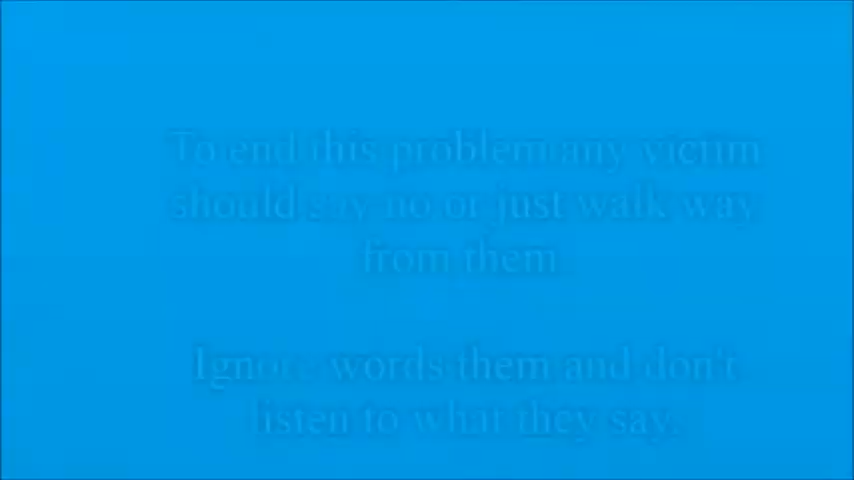 To end this problem any victim
should say no or just walk way
from them
Ignore words them and don't
listen to what they say.